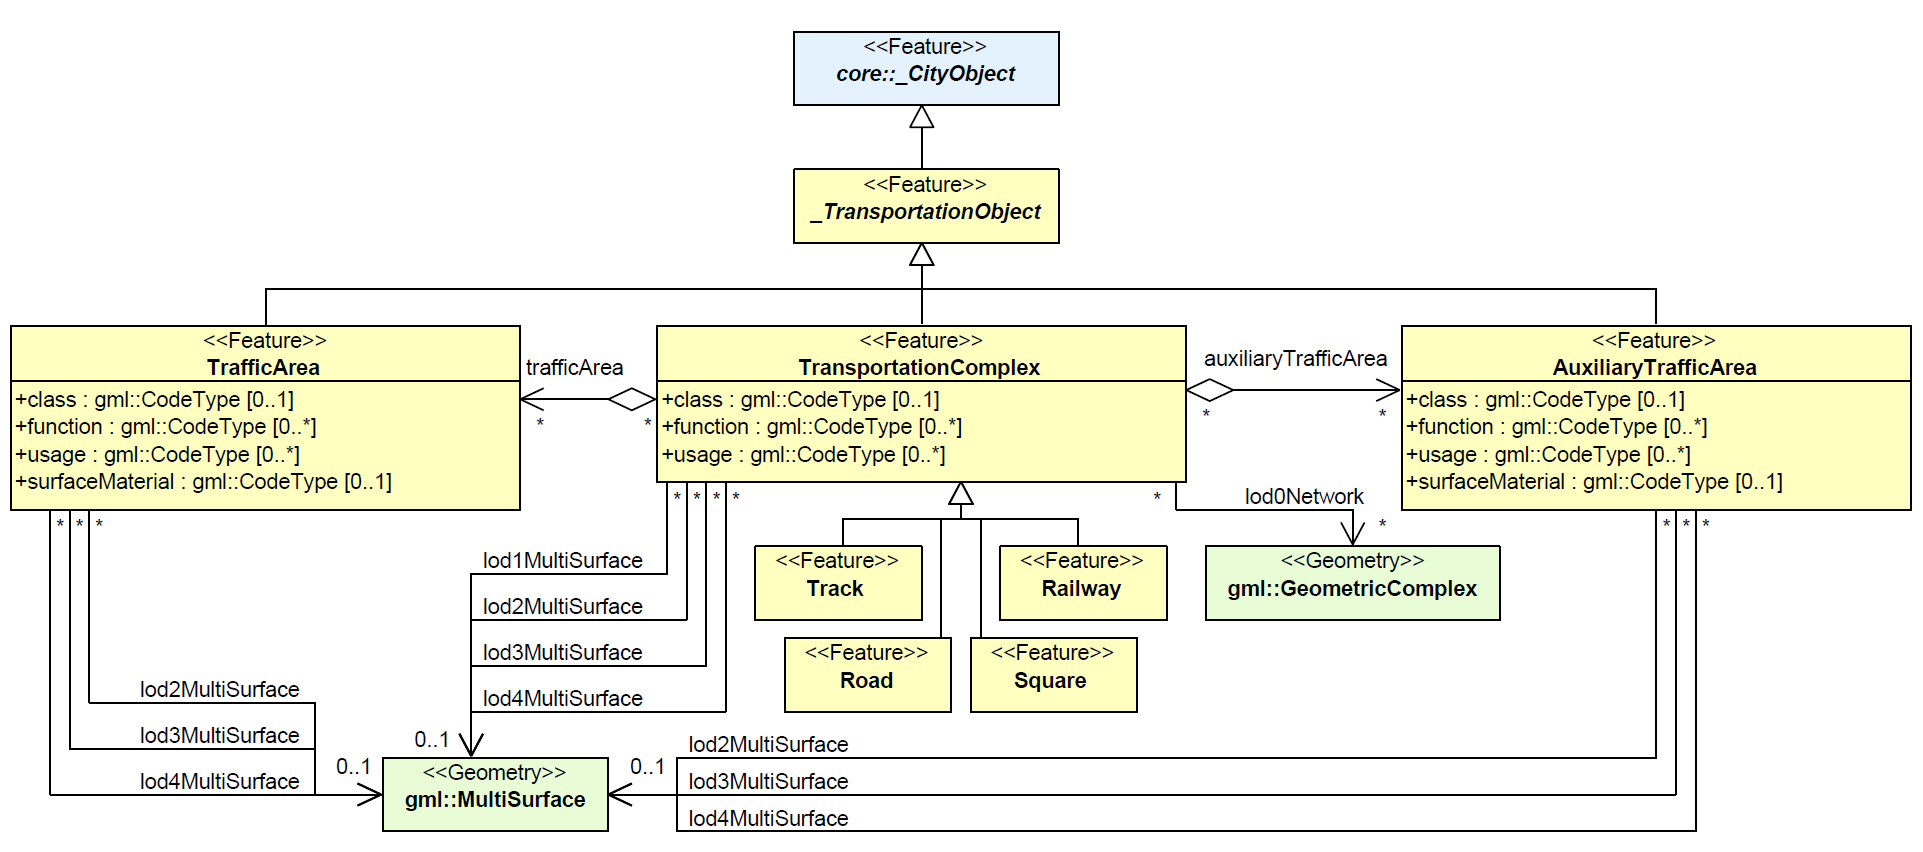 <<Feature>>
core::_CityObject
<<Feature>>
_TransportationObject
<<Feature>>
TrafficArea
+class : gml::CodeType [0..1]
+function : gml::CodeType [0..*]
+usage : gml::CodeType [0..*]
+surfaceMaterial : gml::CodeType [0..1]
trafficArea
*
*
<<Feature>>
TransportationComplex
+class : gml::CodeType [0..1]
+function : gml::CodeType [0..*]
+usage : gml::CodeType [0..*]
auxiliaryTrafficArea
*
*
<<Feature>>
AuxiliaryTrafficArea
+class : gml::CodeType [0..1]
+function : gml::CodeType [0..*]
+usage : gml::CodeType [0..*]
+surfaceMaterial : gml::CodeType [0..1]
* * *
* * * *
*
lod0Network
*
* * *
lod1MultiSurface
lod2MultiSurface
lod3MultiSurface
lod4MultiSurface
<<Feature>>
Track
<<Feature>>
Railway
<<Geometry>>
gml::GeometricComplex
<<Feature>>
Road
<<Feature>>
Square
lod2MultiSurface
lod3MultiSurface
lod4MultiSurface
0..1
0..1
0..1
<<Geometry>>
gml::MultiSurface
lod2MultiSurface
lod3MultiSurface
lod4MultiSurface